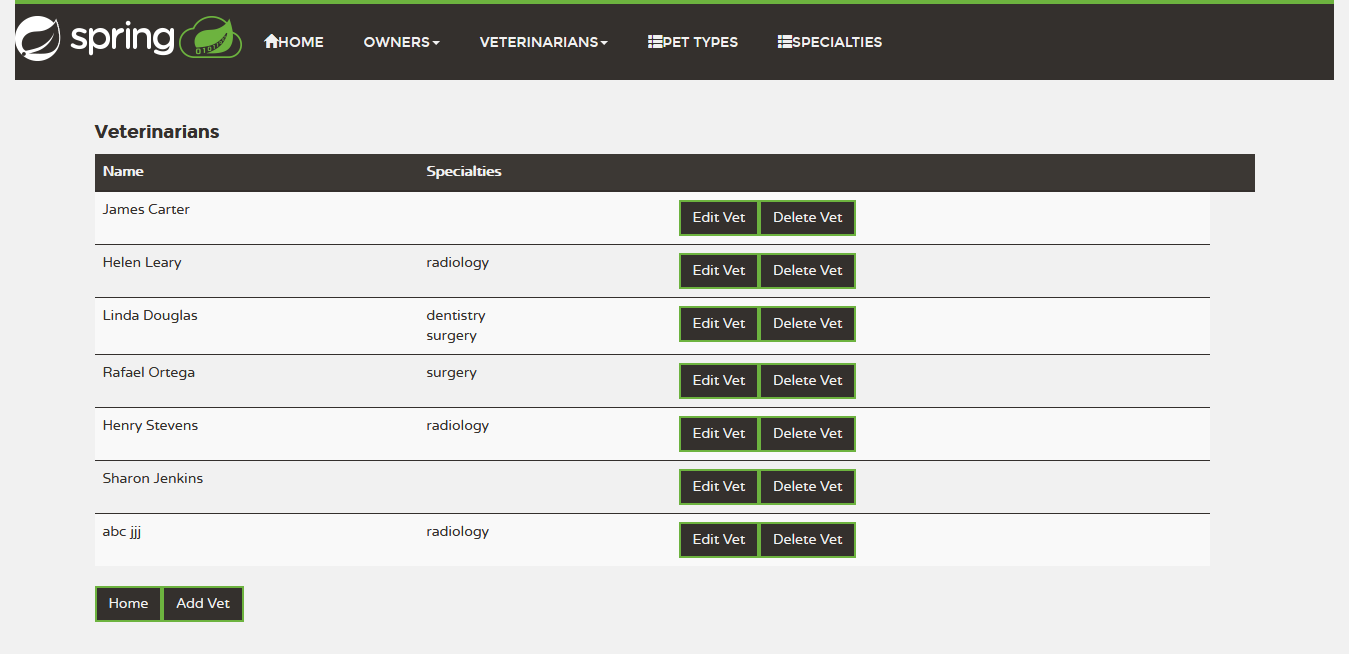 spring HOME OWNERS VETERINARIANS PET TYPES SPECIALTIES
Veterinarians
Name Specialties
James Carter Edit Vet Delete Vet
Helen Leary radiology Edit Vet Delete Vet
Linda Douglas dentistry Edit Vet Delete Vet
surgery
Rafael Ortega surgery Edit Vet Delete Vet
Henry Stevens radiology Edit Vet Delete Vet
Sharon Jenkins Edit Vet Delete Vet
abc jjj radiology Edit Vet Delete Vet
Home Add Vet